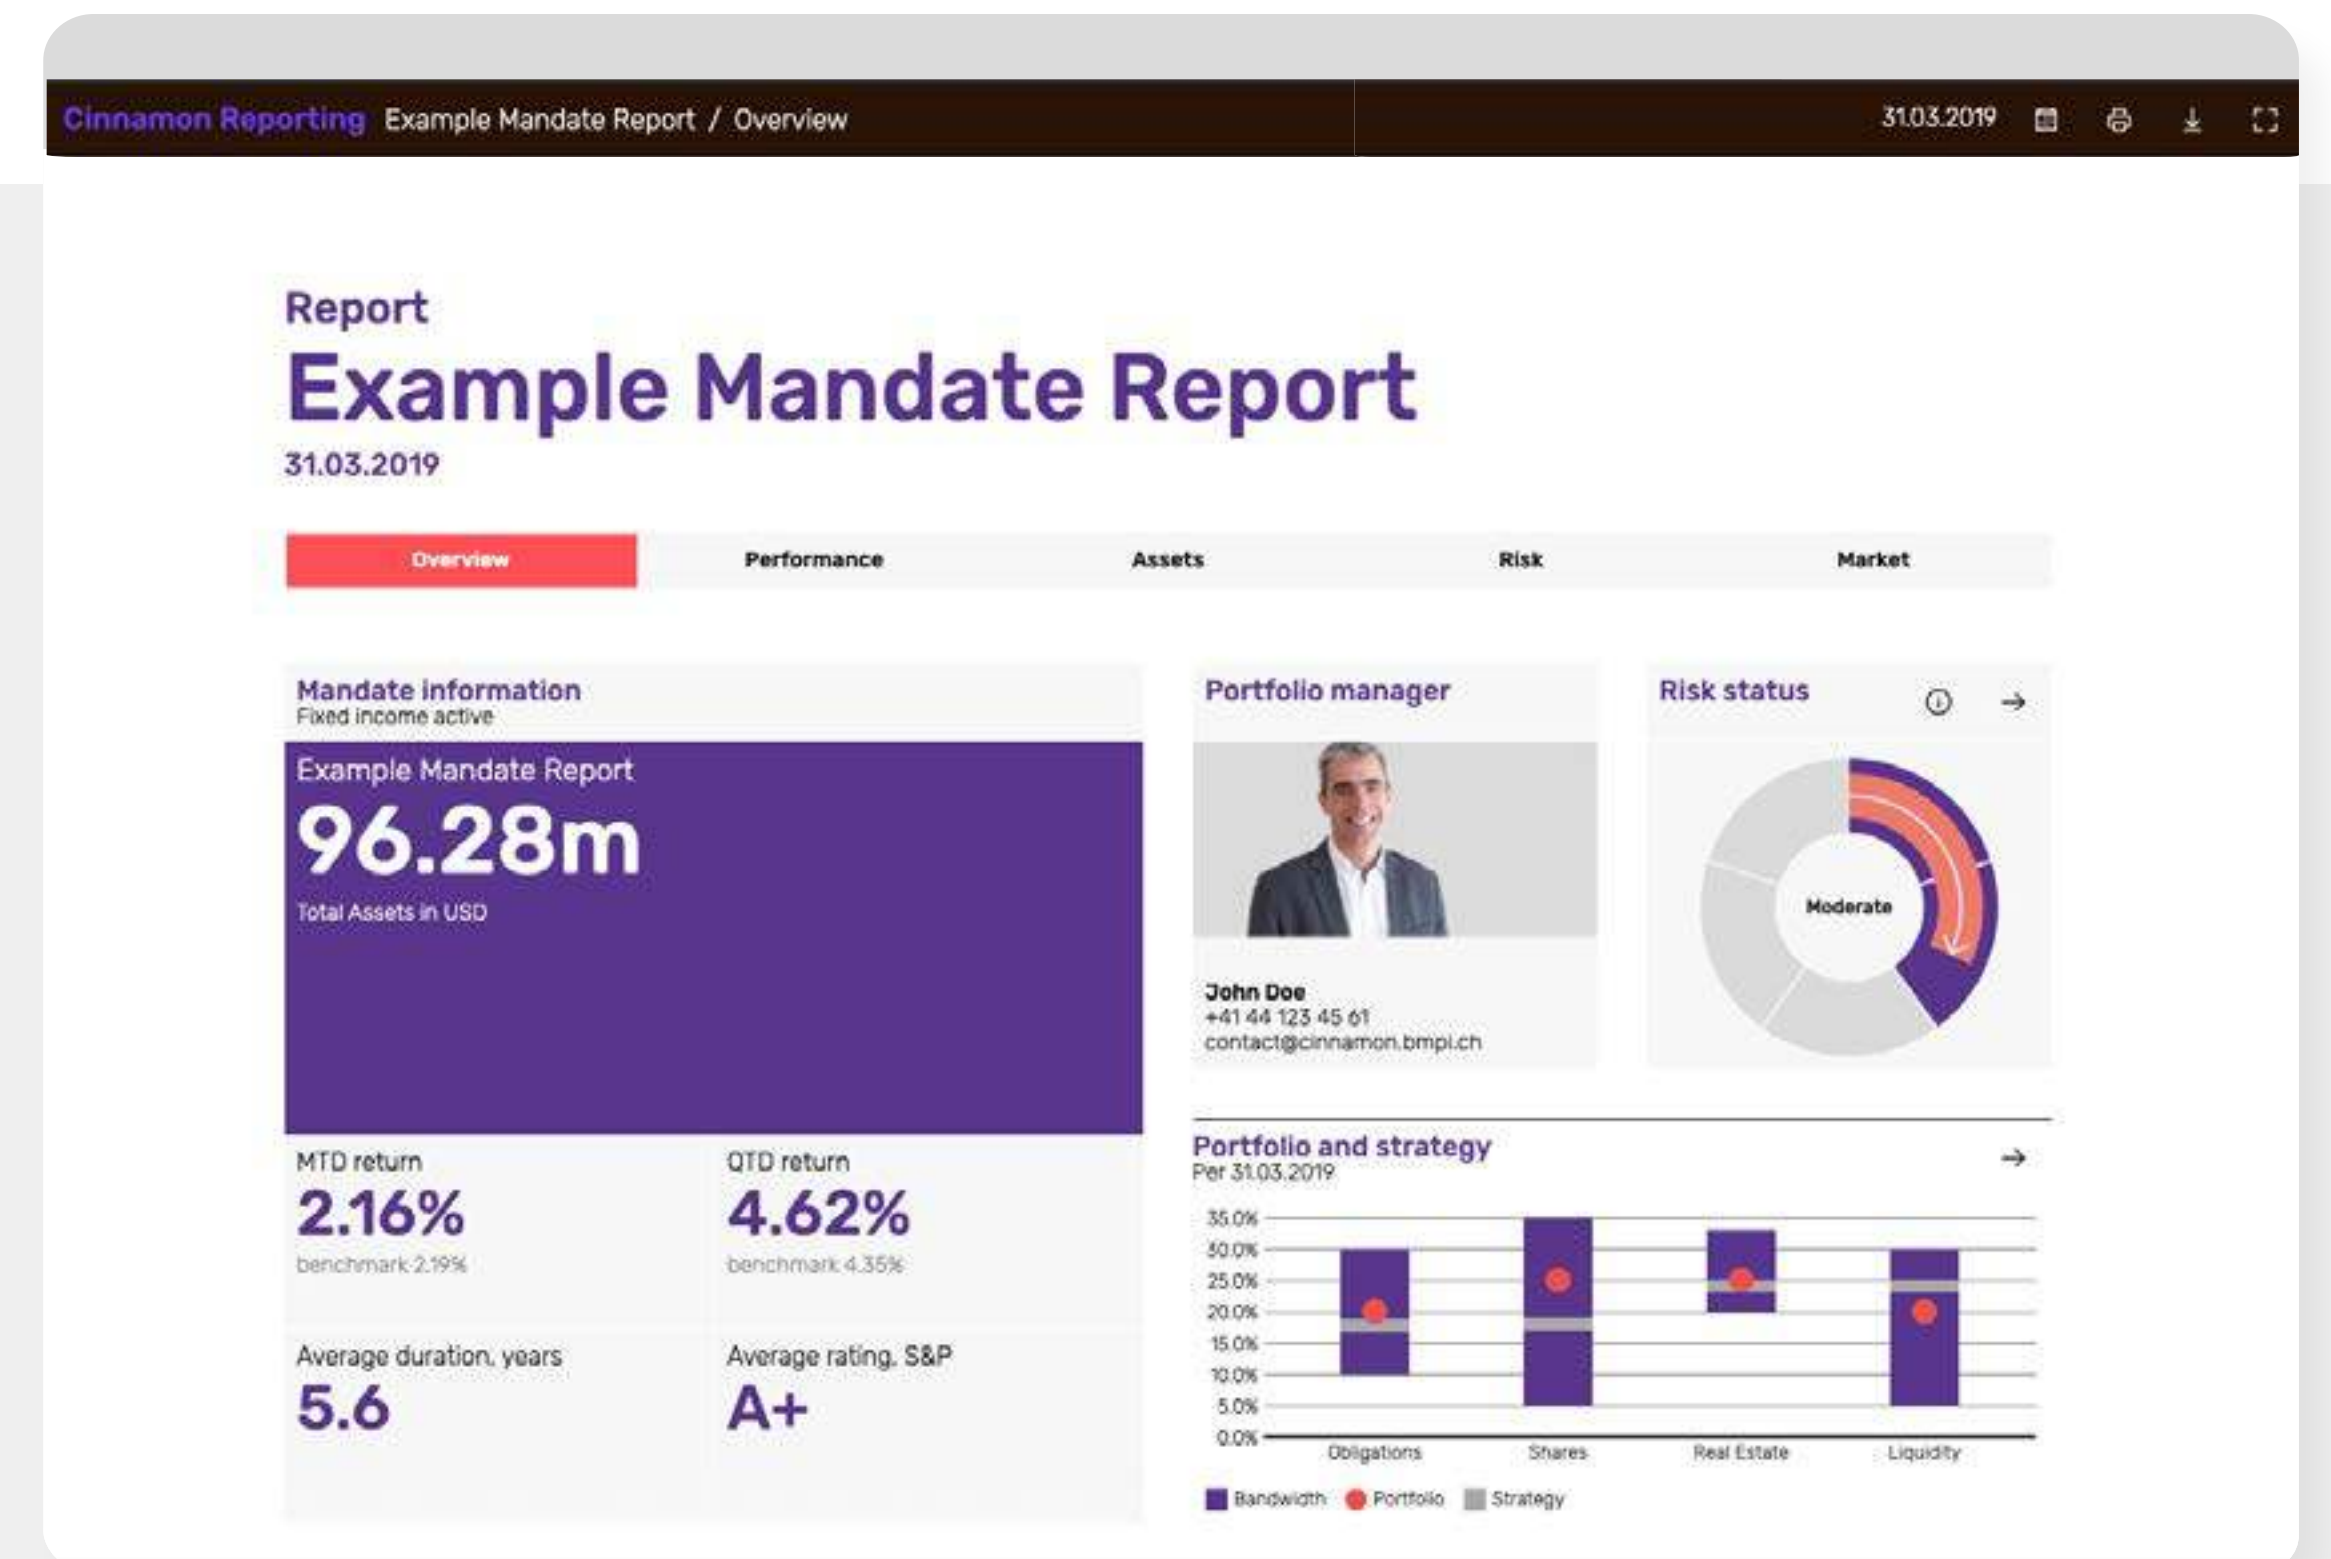 Cinnamon Reporting Example Mandate Report / Overview
31.03.2019
Report
Example Mandate Report
31.03.2019
Overview Performance Assets Risk Market
Mandate information
Fixed income active
Example Mandate Report
96.28m
Total Assets in USD
MTD return
2.16%
benchmark 2.19%
QTD return
4.62%
benchmark 4.35%
Average duration, years
5.6
Average rating, S&P
A+
Portfolio manager
John Doe
+41 44 123 45 61
contact@cinnamon.bmpi.ch
Risk status
Moderate
Portfolio and strategy
Per 31.03.2019
35.0%
30.0%
25.0%
20.0%
15.0%
10.0%
5.0%
0.0%
Obligations Shares Real Estate Liquidity
Bandwidth Portfolio Strategy